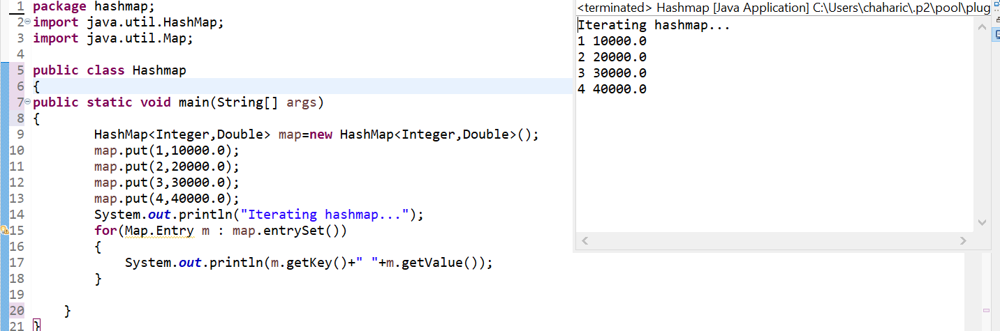 1 package hashmap;
2 import java.util.HashMap;
3 import java.util.Map;
4
5 public class Hashmap
6 {
7 public static void main(String[] args)
8 {
9 HashMap<Integer,Double> map=new HashMap<Integer,Double>();
10 map.put(1,10000.0);
11 map.put(2,20000.0);
12 map.put(3,30000.0);
13 map.put(4,40000.0);
14 System.out.println("Iterating hashmap...");
15 for(Map.Entry m : map.entrySet())
16 {
17 System.out.println(m.getKey()+" "+m.getValue());
18 }
19
20 }
21 }
<terminated> Hashmap [Java Application] C:\Users\chaharic\.p2\pool\plug
Iterating hashmap...
1 10000.0
2 20000.0
3 30000.0
4 40000.0